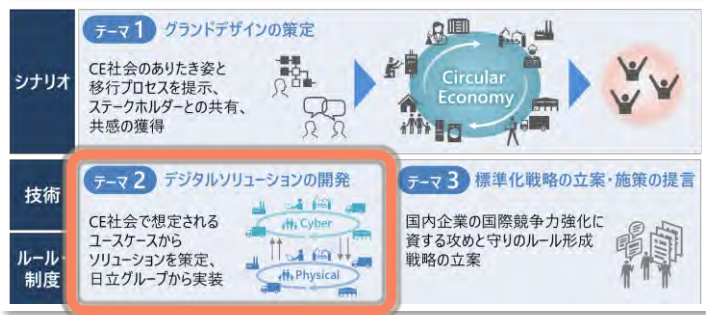 テーマ1 グランドデザインの策定
シナリオ
CE社会のありたき姿と
移行プロセスを提示、
ステークホルダーとの共有、
共感の獲得
Circular
Economy
技術
ルール・
制度
テーマ2 デジタルソリューションの開発
CE社会で想定される
ユースケースから
ソリューションを策定、
日立グループから実装
Cyber
Physical
テーマ3 標準化戦略の立案・施策の提言
国内企業の国際競争力強化に
資する攻めと守りのルール形成
戦略の立案